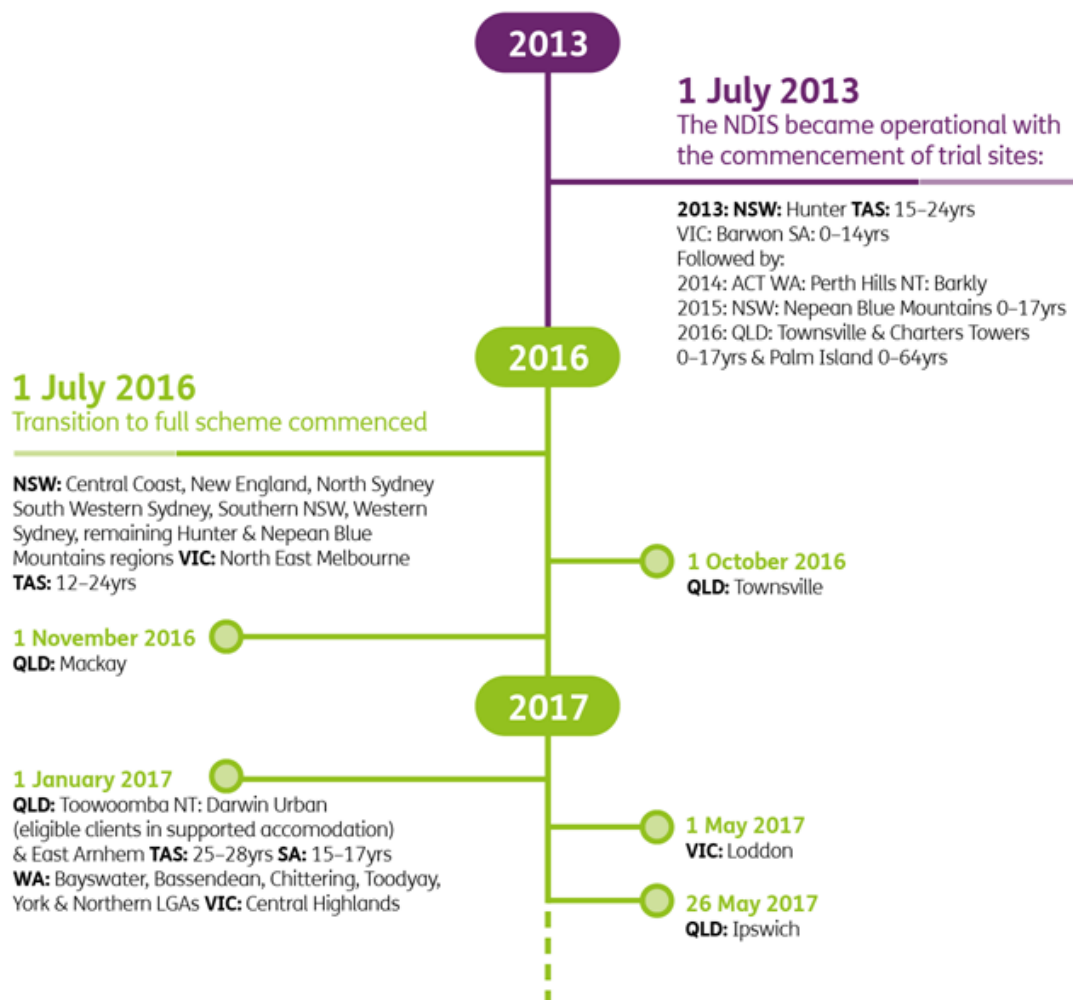 2013
1 July 2013
The NDIS became operational with
the commencement of trial sites:
2013: NSW: Hunter TAS: 15–24yrs
VIC: Barwon SA: 0–14yrs
Followed by:
2014: ACT WA: Perth Hills NT: Barkly
2015: NSW: Nepean Blue Mountains 0–17yrs
2016: QLD: Townsville & Charters Towers
0–17yrs & Palm Island 0–64yrs
2016
1 July 2016
Transition to full scheme commenced
NSW: Central Coast, New England, North Sydney
South Western Sydney, Southern NSW, Western
Sydney, remaining Hunter & Nepean Blue
Mountains regions VIC: North East Melbourne
TAS: 12–24yrs
1 October 2016
QLD: Townsville
1 November 2016
QLD: Mackay
2017
1 January 2017
QLD: Toowoomba NT: Darwin Urban
(eligible clients in supported accomodation)
& East Arnhem TAS: 25–28yrs SA: 15–17yrs
WA: Bayswater, Bassendean, Chittering, Toodyay,
York & Northern LGAs VIC: Central Highlands
1 May 2017
VIC: Loddon
26 May 2017
QLD: Ipswich